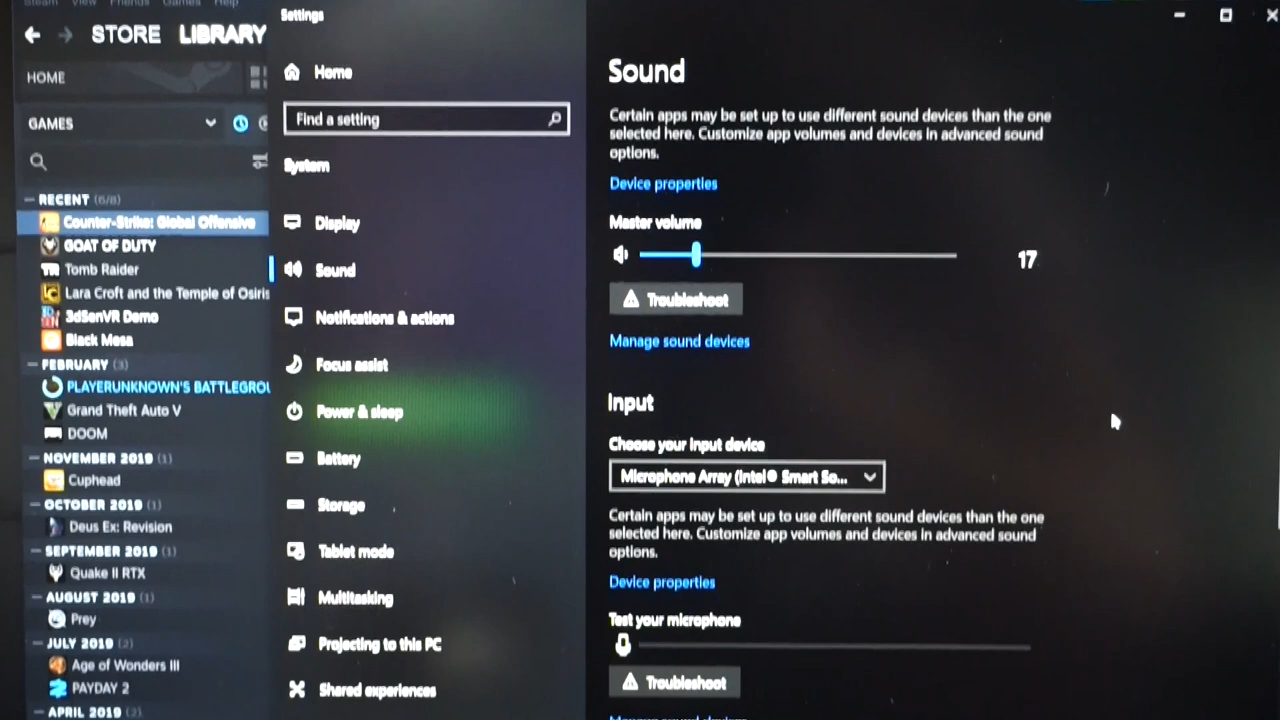 Steam View Friends Games Help
STORE LIBRARY
HOME
GAMES
RECENT (6/8)
Counter-Strike: Global Offensive
GOAT OF DUTY
Tomb Raider
Lara Croft and the Temple of Osiris
3dSenVR Demo
Black Mesa
FEBRUARY (3)
PLAYERUNKNOWN'S BATTLEGROU
Grand Theft Auto V
DOOM
NOVEMBER 2019 (1)
Cuphead
OCTOBER 2019 (1)
Deus Ex: Revision
SEPTEMBER 2019 (1)
Quake II RTX
AUGUST 2019 (1)
Prey
JULY 2019 (2)
Age of Wonders III
PAYDAY 2
APRIL 2019 (2)
Settings
Home
Find a setting
System
Display
Sound
Notifications & actions
Focus assist
Power & sleep
Battery
Storage
Tablet mode
Multitasking
Projecting to this PC
Shared experiences
Sound
Certain apps may be set up to use different sound devices than the one
selected here. Customize app volumes and devices in advanced sound
options.
Device properties
Master volume
17
Troubleshoot
Manage sound devices
Input
Choose your input device
Microphone Array (Intel® Smart So...
Certain apps may be set up to use different sound devices than the one
selected here. Customize app volumes and devices in advanced sound
options.
Device properties
Test your microphone
Troubleshoot
Manage sound devices